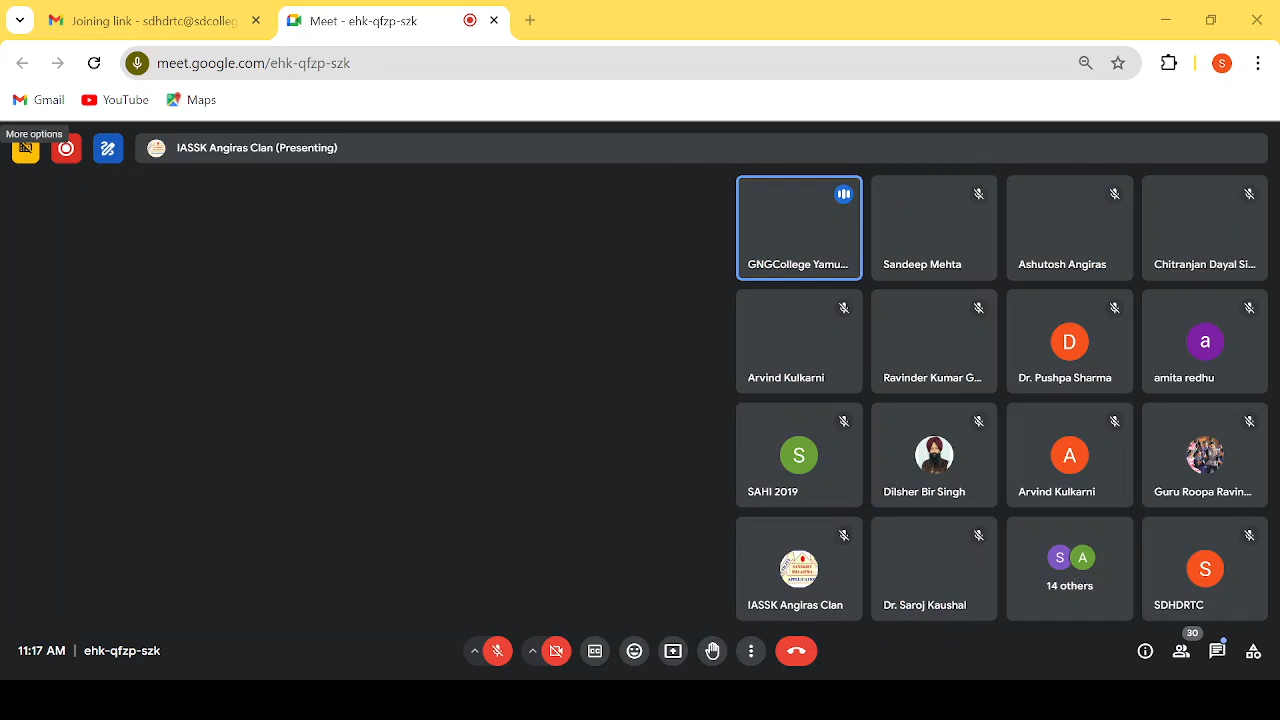 Joining link - sdhdrtc@sdcolleg
Meet - ehk-qfzp-szk
meet.google.com/ehk-qfzp-szk
S
Gmail
YouTube
Maps
More options
IASSK Angiras Clan (Presenting)
GNGCollege Yamu...
Sandeep Mehta
Ashutosh Angiras
Chitranjan Dayal Si...
D
a
Arvind Kulkarni
Ravinder Kumar G...
Dr. Pushpa Sharma
amita redhu
S
A
SAHI 2019
Dilsher Bir Singh
Arvind Kulkarni
Guru Roopa Ravin...
S A
14 others
S
IASSK Angiras Clan
Dr. Saroj Kaushal
SDHDRTC
30
11:17 AM | ehk-qfzp-szk
CC